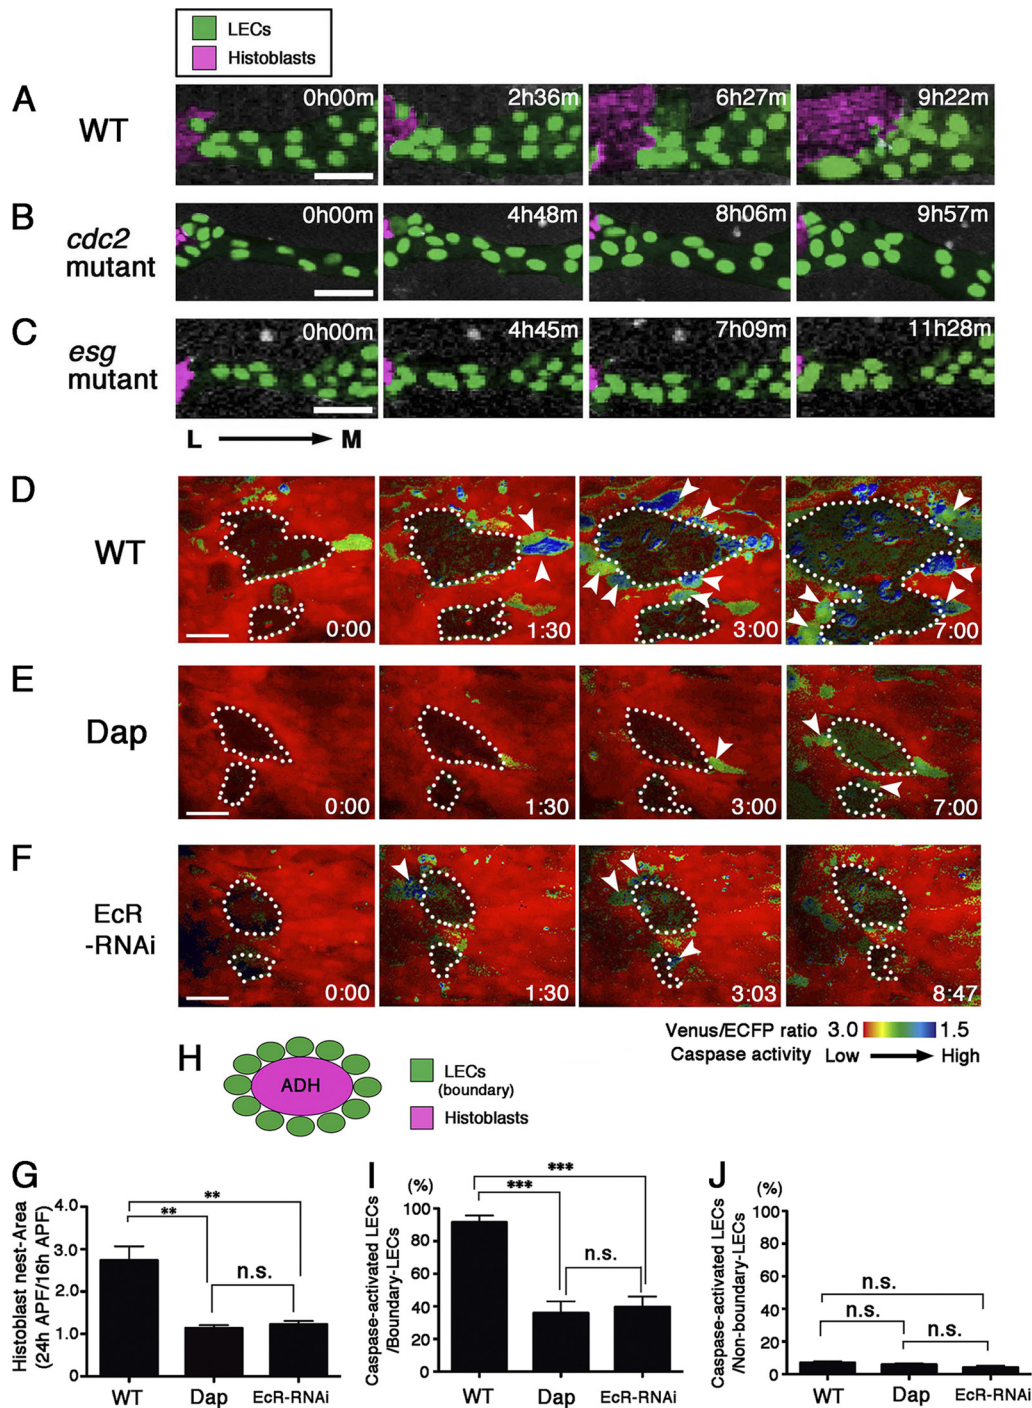 LECs
Histoblasts
A
WT
0h00m
2h36m
6h27m
9h22m
B
cdc2
mutant
0h00m
4h48m
8h06m
9h57m
C
esg
mutant
0h00m
4h45m
7h09m
11h28m
L
M
D
WT
0:00
1:30
3:00
7:00
E
Dap
0:00
1:30
3:00
7:00
F
EcR
-RNAi
0:00
1:30
3:03
8:47
Venus/ECFP ratio 3.0 1.5
Caspase activity Low High
H
ADH
LECs
(boundary)
Histoblasts
G
Histoblast nest-Area
(24h APF/16h APF)
4.0
3.0
2.0
1.0
0
**
**
n.s.
WT
Dap
EcR-RNAi
I
(%)
Caspase-activated LECs
/Boundary-LECs
100
80
60
40
20
0
***
***
n.s.
WT
Dap
EcR-RNAi
J
(%)
Caspase-activated LECs
/Non-boundary-LECs
100
80
60
40
20
0
n.s.
n.s.
n.s.
WT
Dap
EcR-RNAi